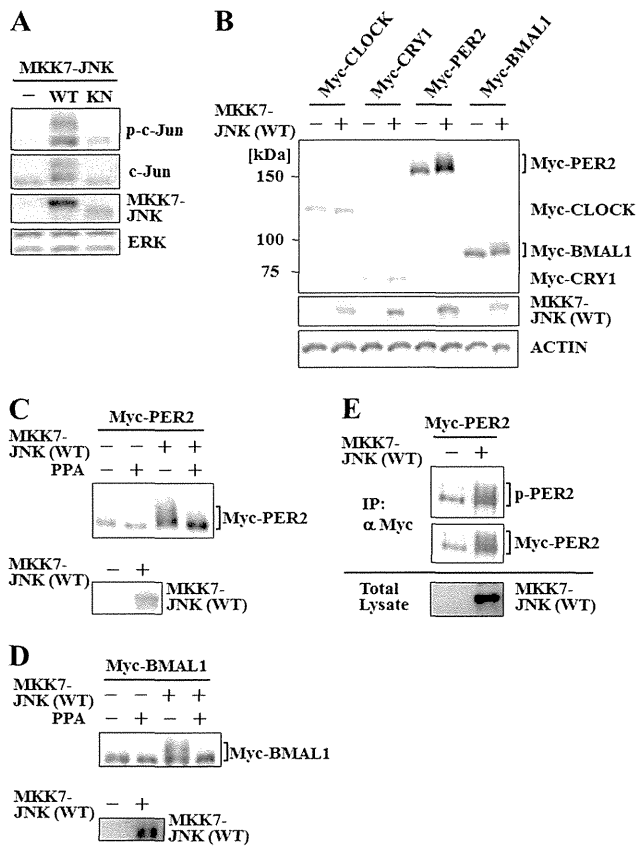 A
MKK7-JNK
– WT KN
p-c-Jun
c-Jun
MKK7-
JNK
ERK
B
Myc-CLOCK
Myc-CRY1
Myc-PER2
Myc-BMAL1
MKK7-
JNK (WT)
– + – + – + – +
[kDa]
150
100
75
Myc-PER2
Myc-CLOCK
Myc-BMAL1
Myc-CRY1
MKK7-
JNK (WT)
ACTIN
C
Myc-PER2
MKK7-
JNK (WT)
– – + +
PPA
– + – +
Myc-PER2
MKK7-
JNK (WT)
– +
MKK7-
JNK (WT)
E
Myc-PER2
MKK7-
JNK (WT)
– +
IP:
α Myc
p-PER2
Myc-PER2
Total
Lysate
MKK7-
JNK (WT)
D
Myc-BMAL1
MKK7-
JNK (WT)
– – + +
PPA
– + – +
Myc-BMAL1
MKK7-
JNK (WT)
– +
MKK7-
JNK (WT)